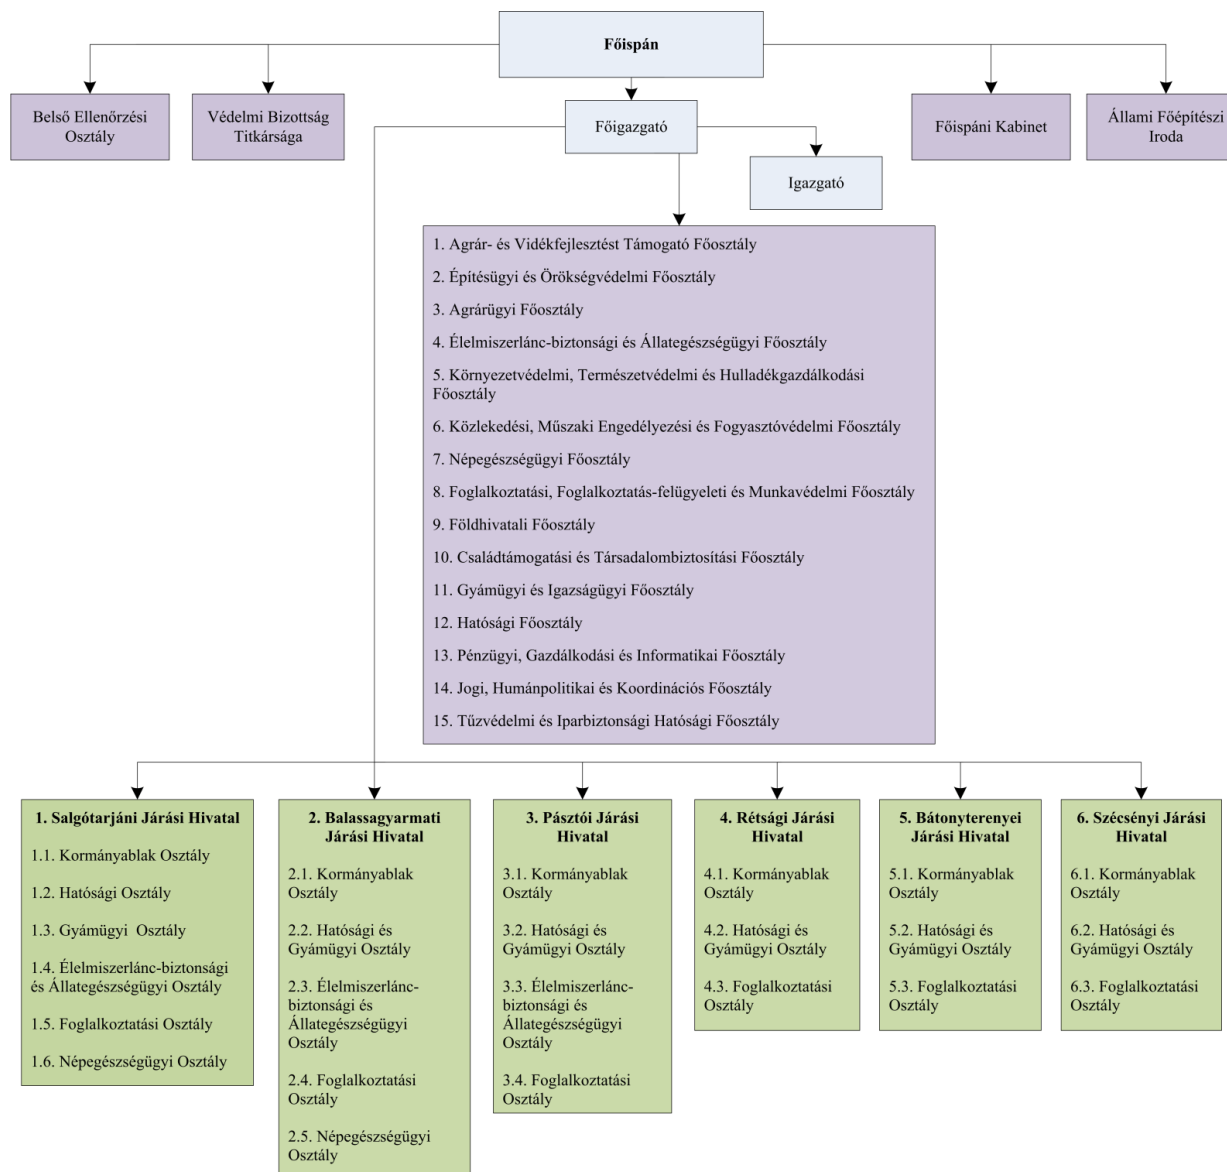 Főispán
Belső Ellenőrzési
Osztály
Védelmi Bizottság
Titkársága
Főigazgató
Igazgató
Főispáni Kabinet
Állami Főépítészi
Iroda
1. Agrár- és Vidékfejlesztést Támogató Főosztály
2. Építésügyi és Örökségvédelmi Főosztály
3. Agrárügyi Főosztály
4. Élelmiszerlánc-biztonsági és Állategészségügyi Főosztály
5. Környezetvédelmi, Természetvédelmi és Hulladékgazdálkodási
Főosztály
6. Közlekedési, Műszaki Engedélyezési és Fogyasztóvédelmi Főosztály
7. Népegészségügyi Főosztály
8. Foglalkoztatási, Foglalkoztatás-felügyeleti és Munkavédelmi Főosztály
9. Földhivatali Főosztály
10. Családtámogatási és Társadalombiztosítási Főosztály
11. Gyámügyi és Igazságügyi Főosztály
12. Hatósági Főosztály
13. Pénzügyi, Gazdálkodási és Informatikai Főosztály
14. Jogi, Humánpolitikai és Koordinációs Főosztály
15. Tűzvédelmi és Iparbiztonsági Hatósági Főosztály
1. Salgótarjáni Járási Hivatal
1.1. Kormányablak Osztály
1.2. Hatósági Osztály
1.3. Gyámügyi  Osztály
1.4. Élelmiszerlánc-biztonsági
és Állategészségügyi Osztály
1.5. Foglalkoztatási Osztály
1.6. Népegészségügyi Osztály
2. Balassagyarmati
Járási Hivatal
2.1. Kormányablak
Osztály
2.2. Hatósági és
Gyámügyi Osztály
2.3. Élelmiszerlánc-
biztonsági és
Állategészségügyi
Osztály
2.4. Foglalkoztatási
Osztály
2.5. Népegészségügyi
Osztály
3. Pásztói Járási
Hivatal
3.1. Kormányablak
Osztály
3.2. Hatósági és
Gyámügyi Osztály
3.3. Élelmiszerlánc-
biztonsági és
Állategészségügyi
Osztály
3.4. Foglalkoztatási
Osztály
4. Rétsági Járási
Hivatal
4.1. Kormányablak
Osztály
4.2. Hatósági és
Gyámügyi Osztály
4.3. Foglalkoztatási
Osztály
5. Bátonyterenyei
Járási Hivatal
5.1. Kormányablak
Osztály
5.2. Hatósági és
Gyámügyi Osztály
5.3. Foglalkoztatási
Osztály
6. Szécsényi Járási
Hivatal
6.1. Kormányablak
Osztály
6.2. Hatósági és
Gyámügyi Osztály
6.3. Foglalkoztatási
Osztály